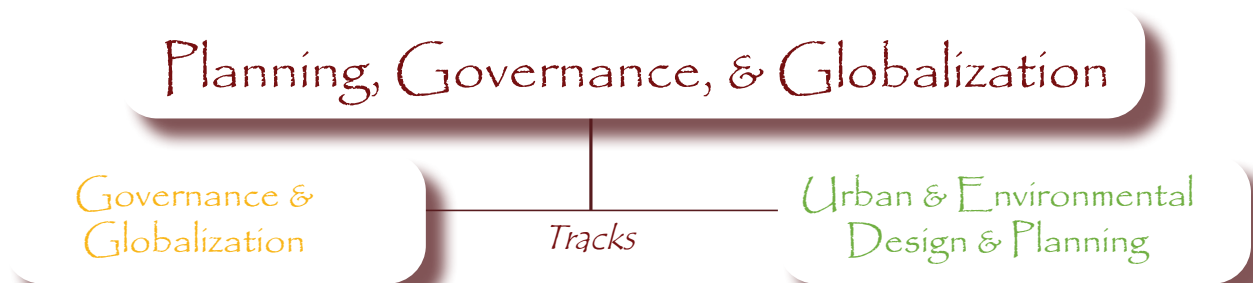 Planning, Governance, & Globalization
Governance &
Globalization
Tracks
Urban & Environmental
Design & Planning